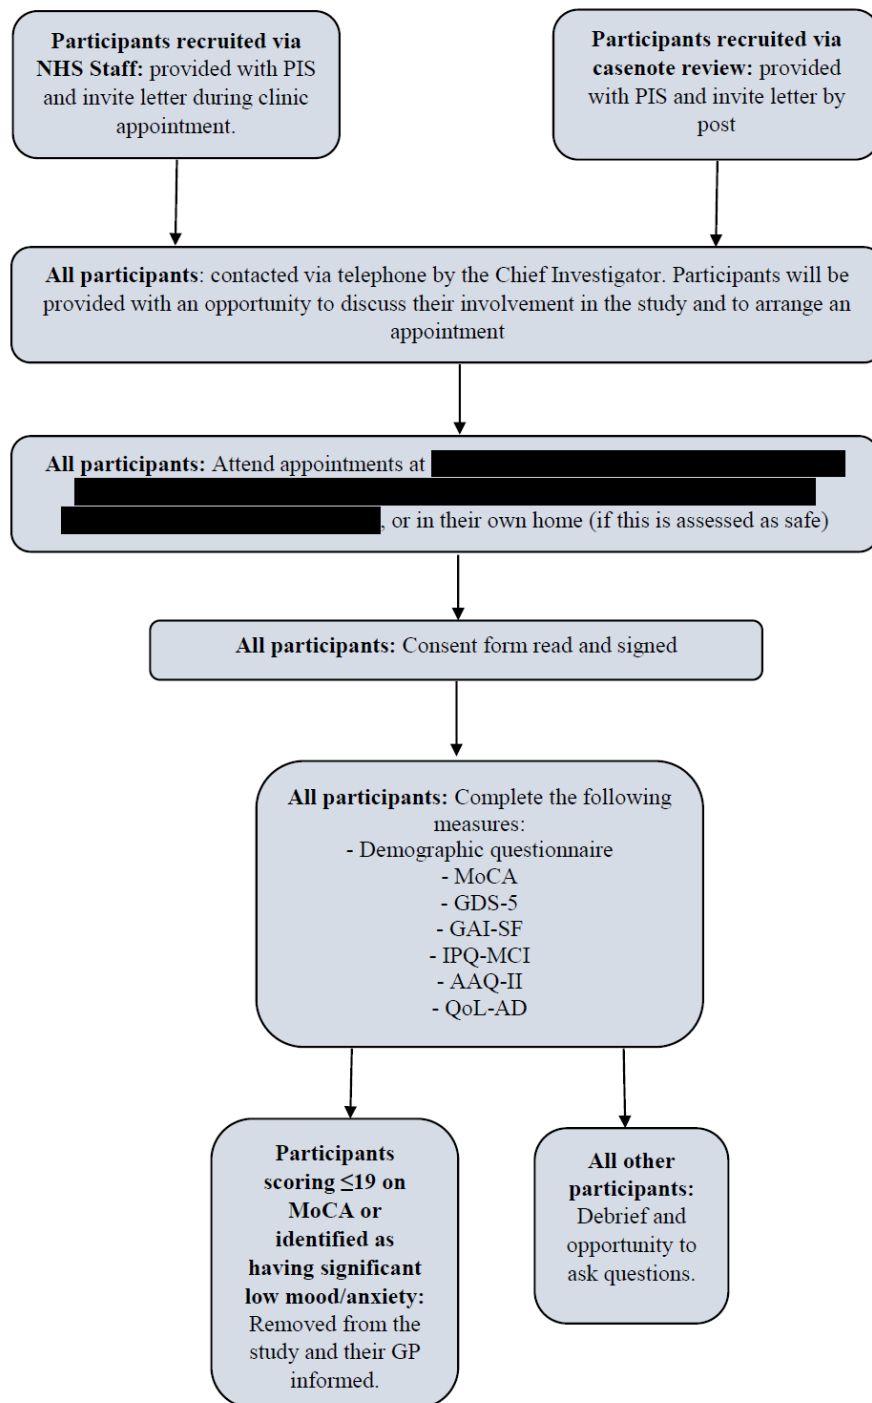 Participants recruited via
NHS Staff: provided with PIS
and invite letter during clinic
appointment.
Participants recruited via
casenote review: provided
with PIS and invite letter by
post
All participants: contacted via telephone by the Chief Investigator. Participants will be
provided with an opportunity to discuss their involvement in the study and to arrange an
appointment
All participants: Attend appointments at
, or in their own home (if this is assessed as safe)
All participants: Consent form read and signed
All participants: Complete the following
measures:
- Demographic questionnaire
- MoCA
- GDS-5
- GAI-SF
- IPQ-MCI
- AAQ-II
- QoL-AD
Participants
scoring ≤19 on
MoCA or
identified as
having significant
low mood/anxiety:
Removed from the
study and their GP
informed.
All other
participants:
Debrief and
opportunity to
ask questions.